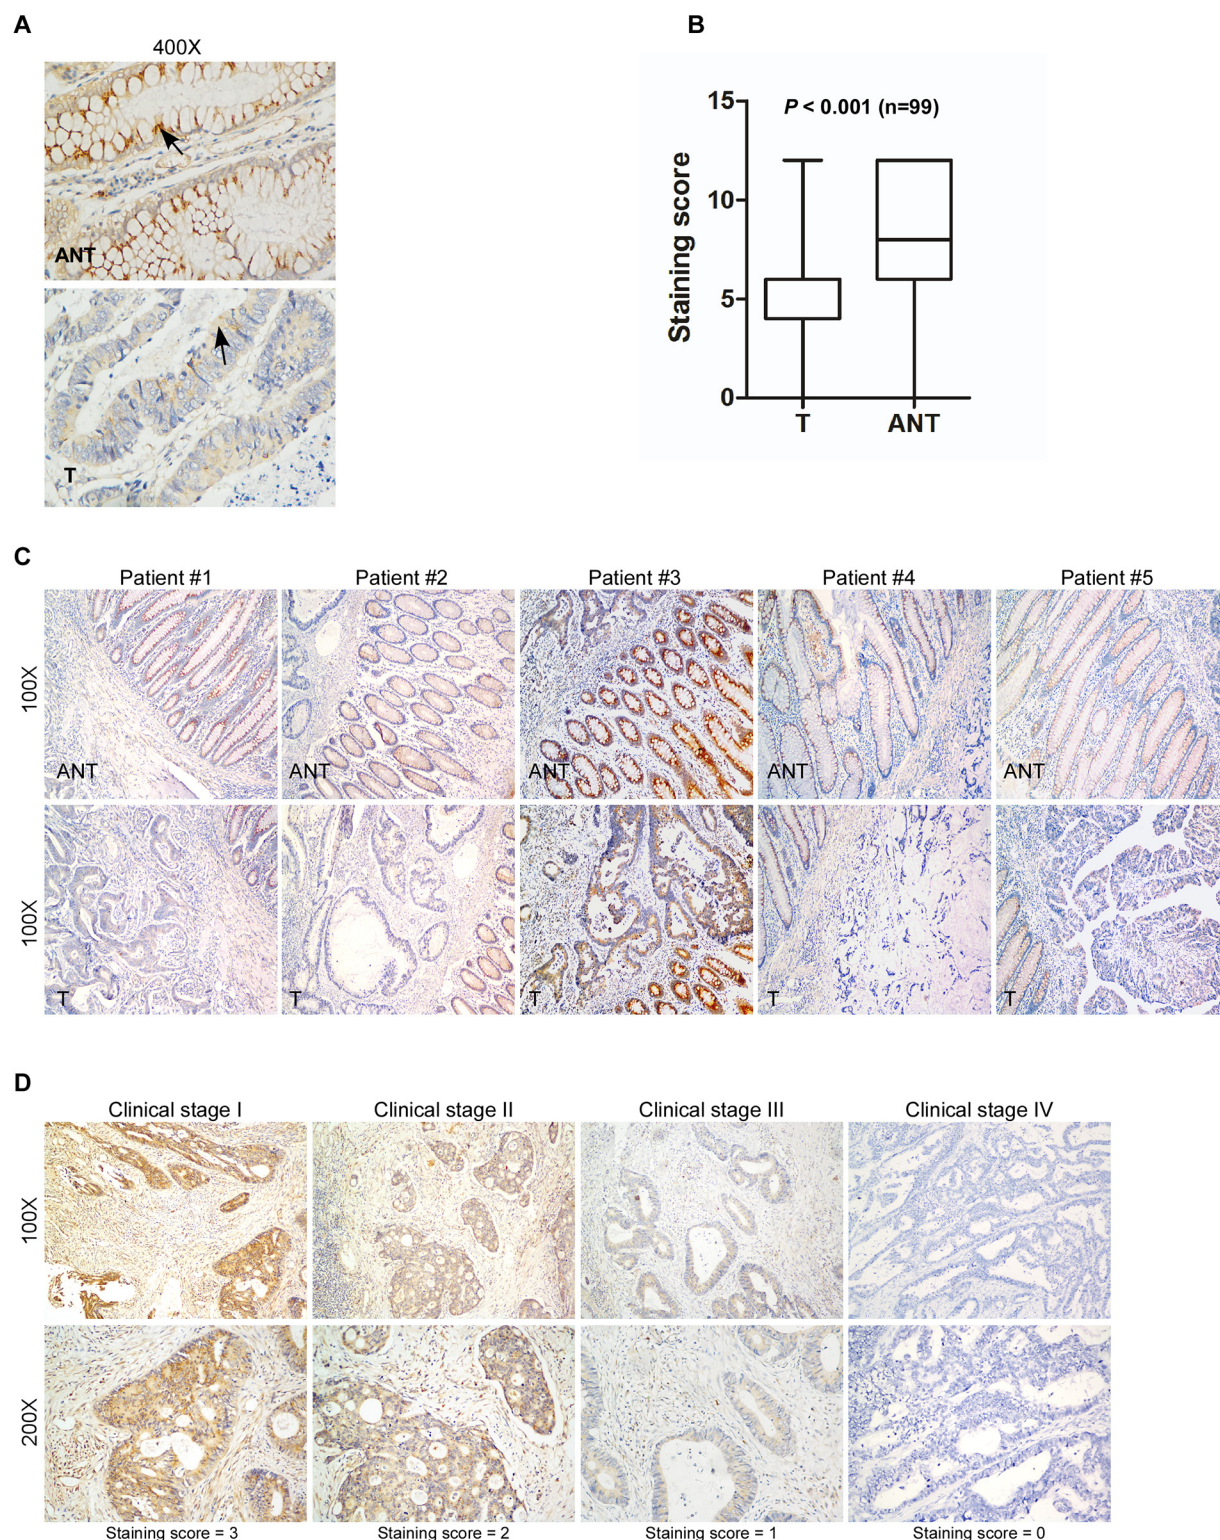 A
400X
ANT
T
B
15
10
5
0
Staining score
P < 0.001 (n=99)
T
ANT
C
Patient #1
Patient #2
Patient #3
Patient #4
Patient #5
100X
ANT
ANT
ANT
ANT
ANT
100X
T
T
T
T
T
D
Clinical stage I
Clinical stage II
Clinical stage III
Clinical stage IV
100X
200X
Staining score = 3
Staining score = 2
Staining score = 1
Staining score = 0